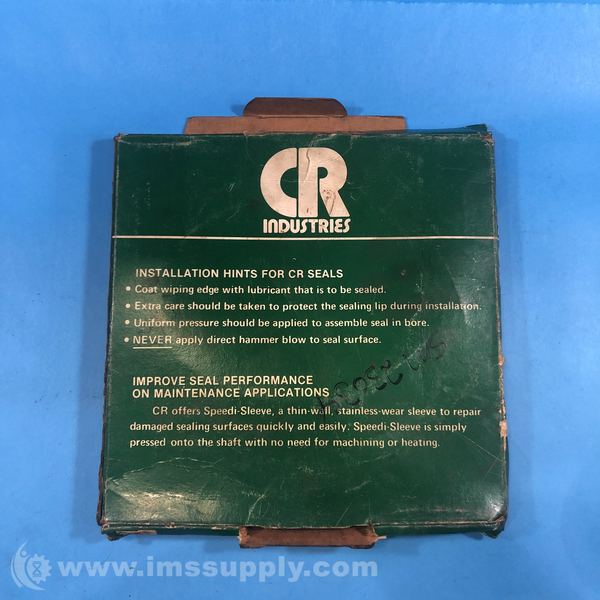 CR
INDUSTRIES
INSTALLATION HINTS FOR CR SEALS
• Coat wiping edge with lubricant that is to be sealed.
• Extra care should be taken to protect the sealing lip during installation.
• Uniform pressure should be applied to assemble seal in bore.
• NEVER apply direct hammer blow to seal surface.
IMPROVE SEAL PERFORMANCE
ON MAINTENANCE APPLICATIONS
CR offers Speedi-Sleeve, a thin-wall, stainless-wear sleeve to repair
damaged sealing surfaces quickly and easily. Speedi-Sleeve is simply
pressed onto the shaft with no need for machining or heating.
www.imssupply.com